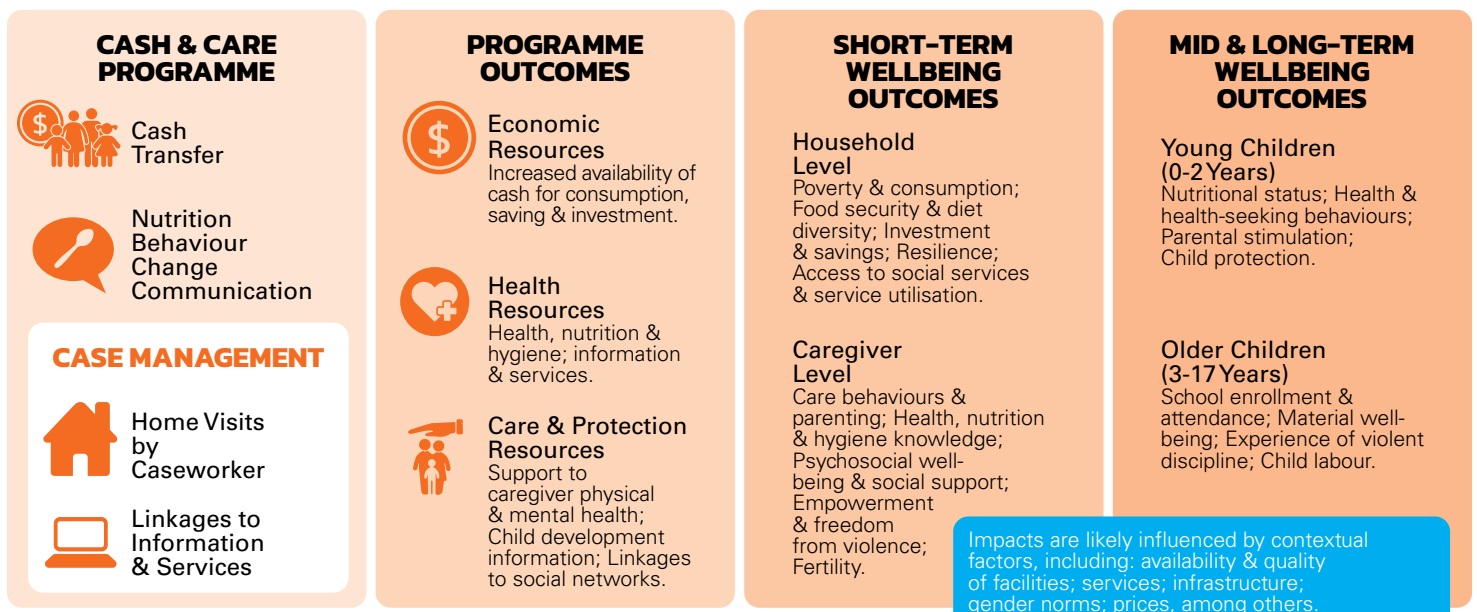 CASH & CARE
PROGRAMME
$
Cash
Transfer
Nutrition
Behaviour
Change
Communication
CASE MANAGEMENT
Home Visits
by
Caseworker
Linkages to
Information
& Services
PROGRAMME
OUTCOMES
$
Economic
Resources
Increased availability of
cash for consumption,
saving & investment.
Health
Resources
Health, nutrition &
hygiene; information
& services.
Care & Protection
Resources
Support to
caregiver physical
& mental health;
Child development
information; Linkages
to social networks.
SHORT-TERM
WELLBEING
OUTCOMES
Household
Level
Poverty & consumption;
Food security & diet
diversity; Investment
& savings; Resilience;
Access to social services
& service utilisation.
Caregiver
Level
Care behaviours &
parenting; Health, nutrition
& hygiene knowledge;
Psychosocial well-
being & social support;
Empowerment
& freedom
from violence;
Fertility.
MID & LONG-TERM
WELLBEING
OUTCOMES
Young Children
(0-2 Years)
Nutritional status; Health &
health-seeking behaviours;
Parental stimulation;
Child protection.
Older Children
(3-17 Years)
School enrollment &
attendance; Material well-
being; Experience of violent
discipline; Child labour.
Impacts are likely influenced by contextual
factors, including: availability & quality
of facilities; services; infrastructure;
gender norms; prices, among others.